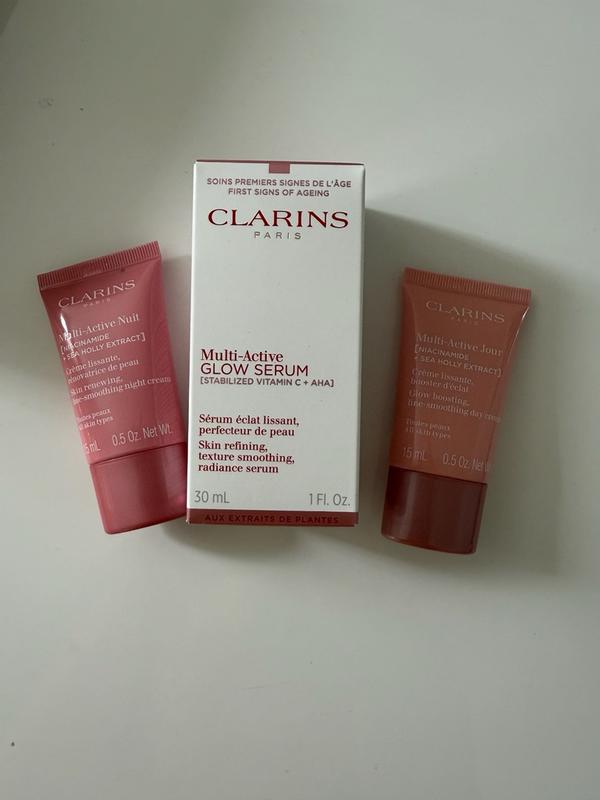 CLARINS
PARIS
Multi-Active Nuit
[NIACINAMIDE
+ SEA HOLLY EXTRACT]
Crème lissante,
rénovatrice de peau
Skin renewing,
line-smoothing night cream
Toutes peaux
All skin types
15 mL 0.5 Oz. Net Wt.
SOINS PREMIERS SIGNES DE L'ÂGE
FIRST SIGNS OF AGEING
CLARINS
PARIS
Multi-Active
GLOW SERUM
[STABILIZED VITAMIN C + AHA]
Sérum éclat lissant,
perfecteur de peau
Skin refining,
texture smoothing,
radiance serum
30 mL 1 Fl. Oz.
AUX EXTRAITS DE PLANTES
CLARINS
PARIS
Multi-Active Jour
[NIACINAMIDE
+ SEA HOLLY EXTRACT]
Crème lissante,
booster d'éclat
Glow boosting,
line-smoothing day cream
Toutes peaux
All skin types
15 mL 0.5 Oz. Net